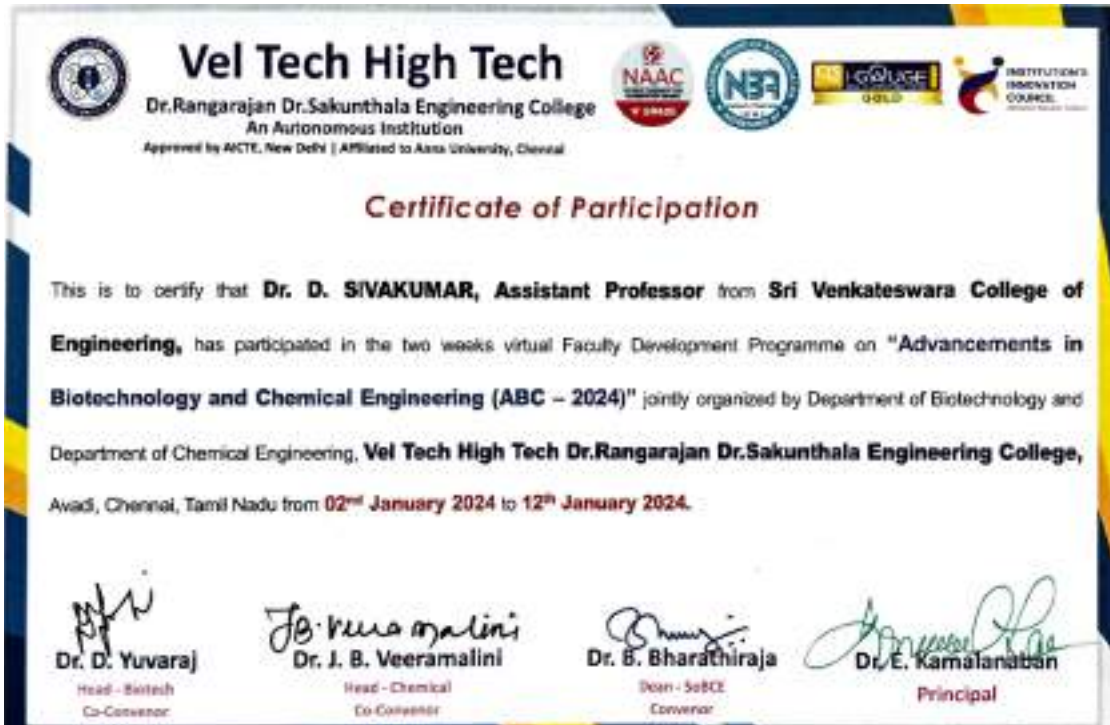 Vel Tech High Tech
Dr.Rangarajan Dr.Sakunthala Engineering College
An Autonomous Institution
Approved by AICTE, New Delhi | Affiliated to Anna University, Chennai
NAAC
NBA
I-GAUGE
GOLD
INSTITUTION'S
INNOVATION
COUNCIL
Certificate of Participation
This is to certify that Dr. D. SIVAKUMAR, Assistant Professor from Sri Venkateswara College of
Engineering, has participated in the two weeks virtual Faculty Development Programme on "Advancements in
Biotechnology and Chemical Engineering (ABC – 2024)" jointly organized by Department of Biotechnology and
Department of Chemical Engineering, Vel Tech High Tech Dr.Rangarajan Dr.Sakunthala Engineering College,
Avadi, Chennai, Tamil Nadu from 02nd January 2024 to 12th January 2024.
Dr. D. Yuvaraj
Head - Biotech
Co-Convenor
Dr. J. B. Veeramalini
Head - Chemical
Co-Convenor
Dr. B. Bharathiraja
Dean - SoBCE
Convenor
Dr. E. Kamalanaban
Principal